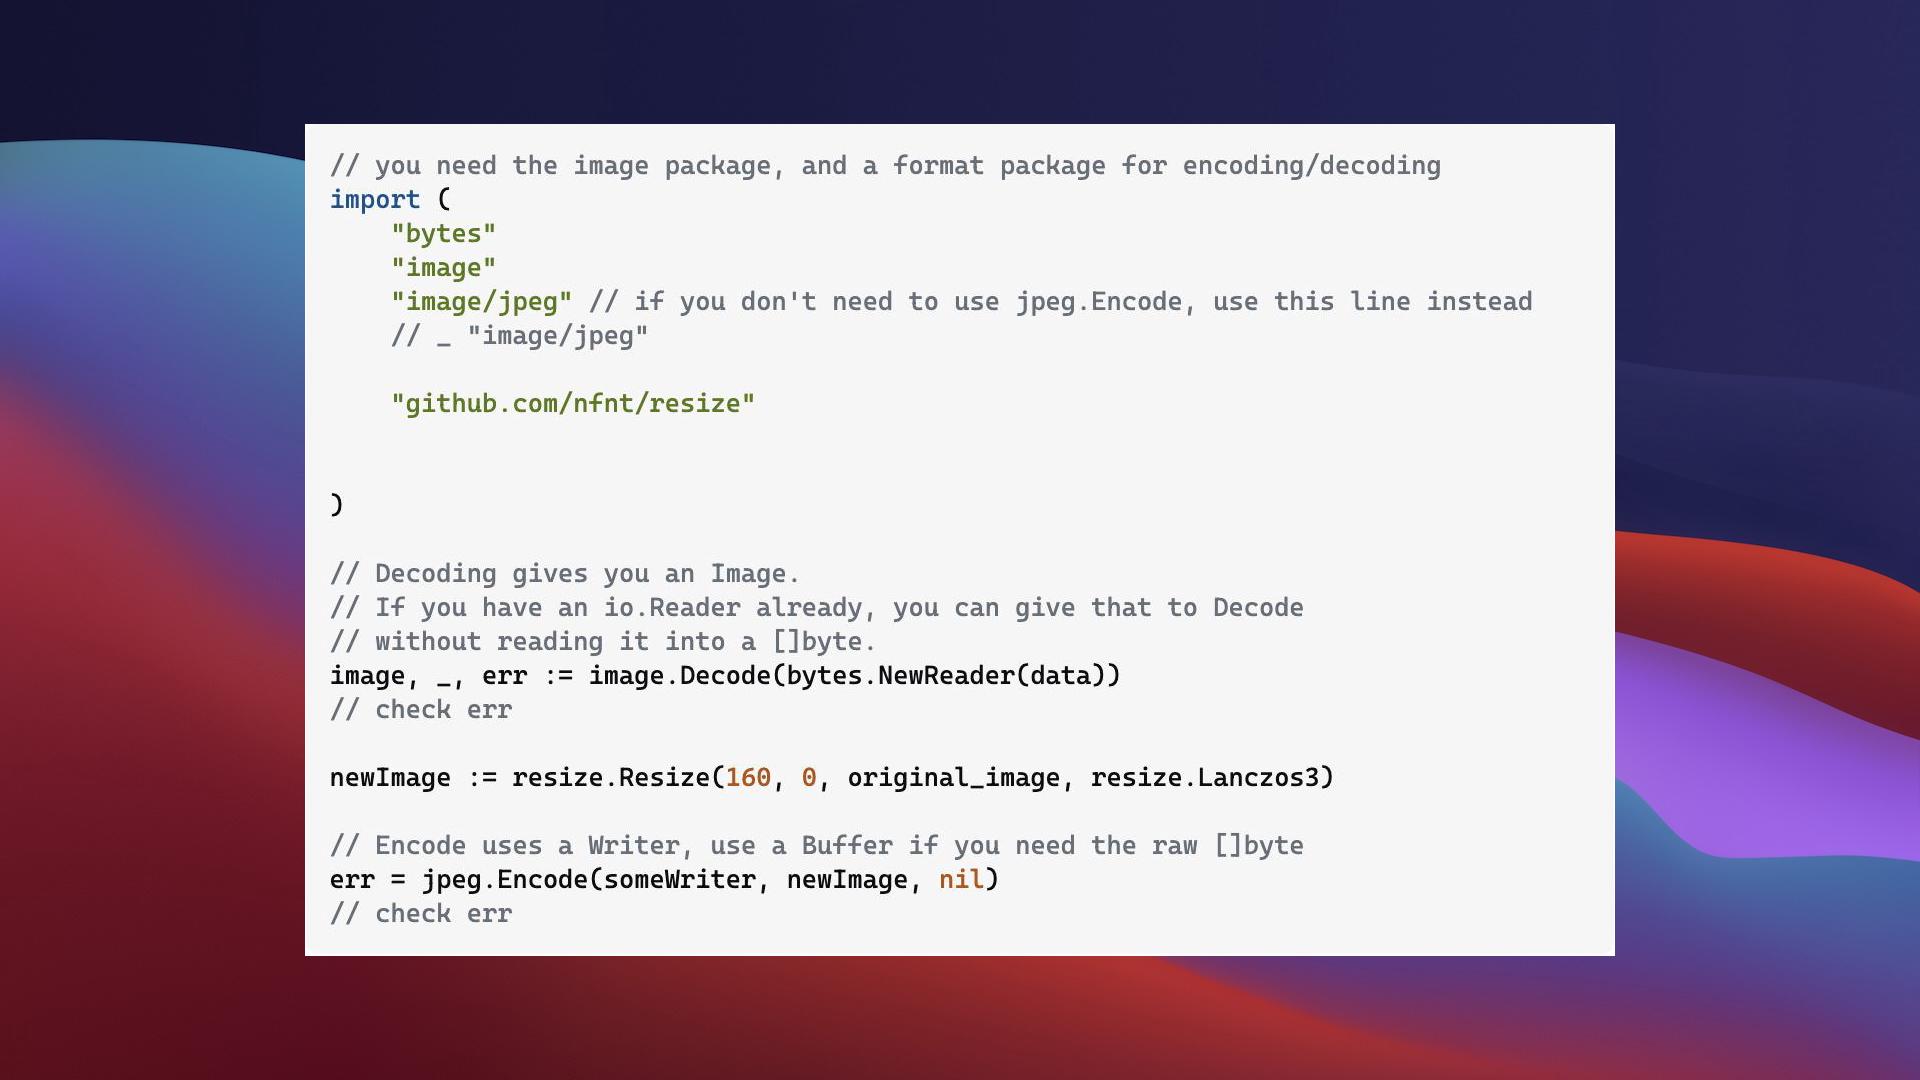 // you need the image package, and a format package for encoding/decoding
import (
    "bytes"
    "image"
    "image/jpeg" // if you don't need to use jpeg.Encode, use this line instead
    // _ "image/jpeg"
    "github.com/nfnt/resize"
)
// Decoding gives you an Image.
// If you have an io.Reader already, you can give that to Decode
// without reading it into a []byte.
image, _, err := image.Decode(bytes.NewReader(data))
// check err
newImage := resize.Resize(160, 0, original_image, resize.Lanczos3)
// Encode uses a Writer, use a Buffer if you need the raw []byte
err = jpeg.Encode(someWriter, newImage, nil)
// check err